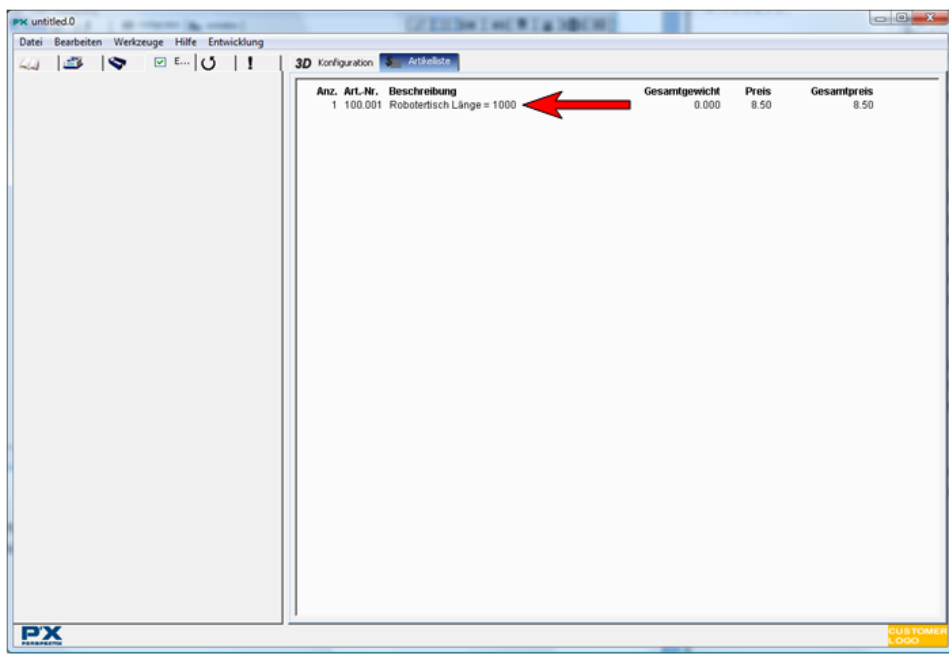 P'X untitled.0
Datei Bearbeiten Werkzeuge Hilfe Entwicklung
E... ! 3D Konfiguration Artikelliste
Anz. Art.-Nr. Beschreibung Gesamtgewicht Preis Gesamtpreis
1 100.001 Robotertisch Länge = 1000 0.000 8.50 8.50
P'X
PERSPECTIX
CUSTOMER
LOGO